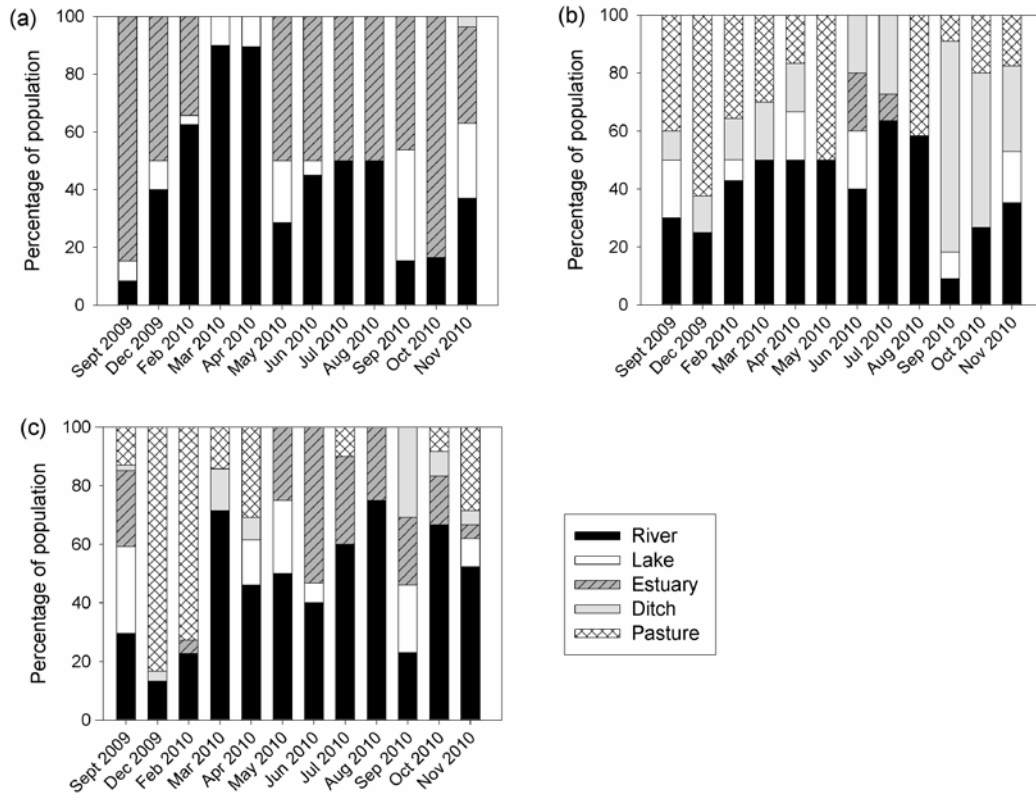 (a)
Percentage of population
100
80
60
40
20
0
Sept 2009
Dec 2009
Feb 2010
Mar 2010
Apr 2010
May 2010
Jun 2010
Jul 2010
Aug 2010
Sep 2010
Oct 2010
Nov 2010
(b)
Percentage of population
100
80
60
40
20
0
Sept 2009
Dec 2009
Feb 2010
Mar 2010
Apr 2010
May 2010
Jun 2010
Jul 2010
Aug 2010
Sep 2010
Oct 2010
Nov 2010
(c)
Percentage of population
100
80
60
40
20
0
Sept 2009
Dec 2009
Feb 2010
Mar 2010
Apr 2010
May 2010
Jun 2010
Jul 2010
Aug 2010
Sep 2010
Oct 2010
Nov 2010
River
Lake
Estuary
Ditch
Pasture